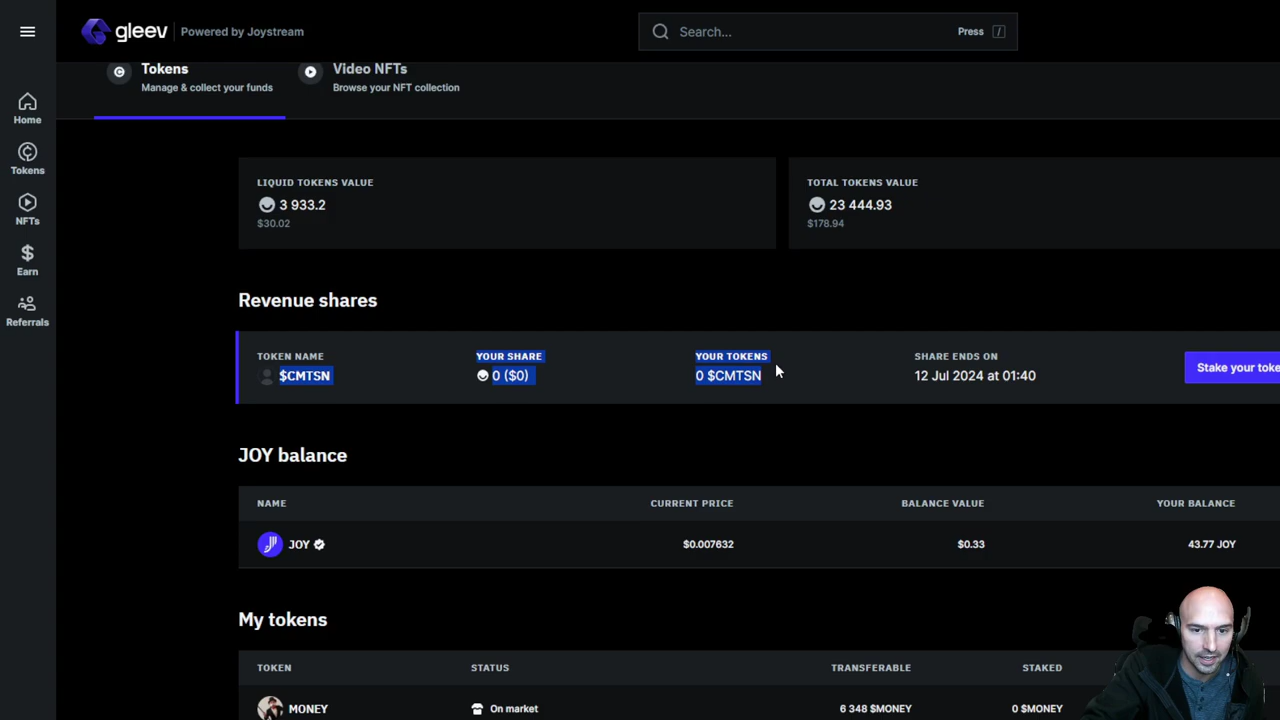 gleev Powered by Joystream
Search...
Press /
Tokens
Manage & collect your funds
Video NFTs
Browse your NFT collection
Home
Tokens
NFTs
Earn
Referrals
LIQUID TOKENS VALUE
3 933.2
$30.02
TOTAL TOKENS VALUE
23 444.93
$178.94
Revenue shares
TOKEN NAME YOUR SHARE YOUR TOKENS SHARE ENDS ON
$CMTSN 0 ($0) 0 $CMTSN 12 Jul 2024 at 01:40
Stake your toke
JOY balance
NAME CURRENT PRICE BALANCE VALUE YOUR BALANCE
JOY $0.007632 $0.33 43.77 JOY
My tokens
TOKEN STATUS TRANSFERABLE STAKED
MONEY On market 6 348 $MONEY 0 $MONEY